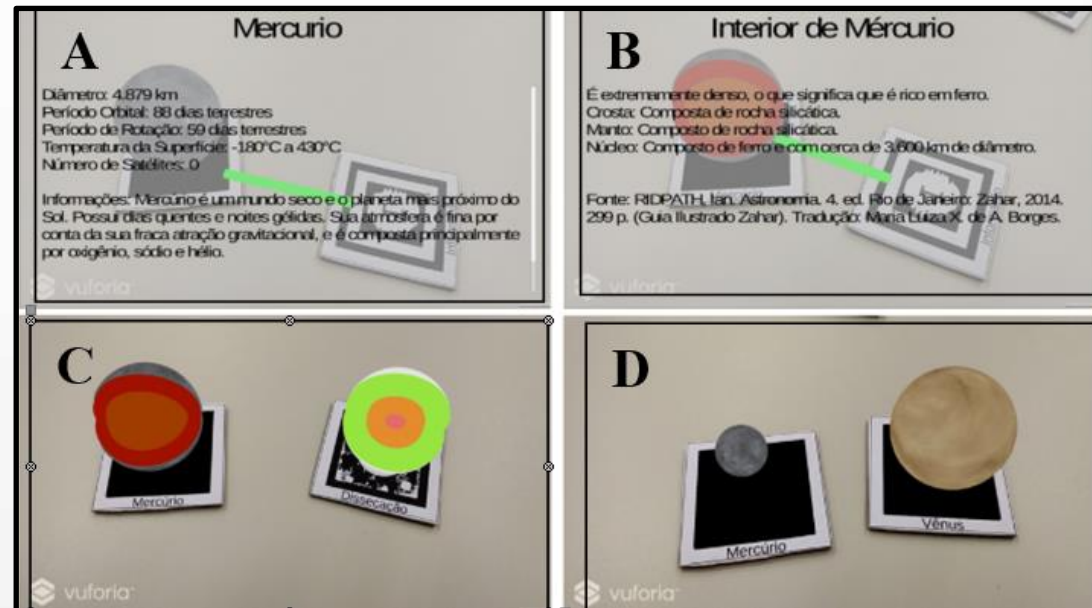 A
Mercurio
Diâmetro: 4.879 km
Período Orbital: 88 dias terrestres
Período de Rotação: 59 dias terrestres
Temperatura da Superfície: -180°C a 430°C
Número de Satélites: 0
Informações: Mercúrio é um mundo seco e o planeta mais próximo do
Sol. Possui dias quentes e noites gélidas. Sua atmosfera é fina por
conta da sua fraca atração gravitacional, e é composta principalmente
por oxigênio, sódio e hélio.
vuforia
B
Interior de Mércurio
É extremamente denso, o que significa que é rico em ferro.
Crosta: Composta de rocha silicática.
Manto: Composto de rocha silicática.
Núcleo: Composto de ferro e com cerca de 3.600 km de diâmetro.
Fonte: RIDPATH, Ian. Astronomia. 4. ed. Rio de Janeiro: Zahar, 2014.
299 p. (Guia Ilustrado Zahar). Tradução: Maria Luiza X. de A. Borges.
vuforia
C
Mercúrio
Dissecação
vuforia
D
Mercúrio
Vênus
vuforia